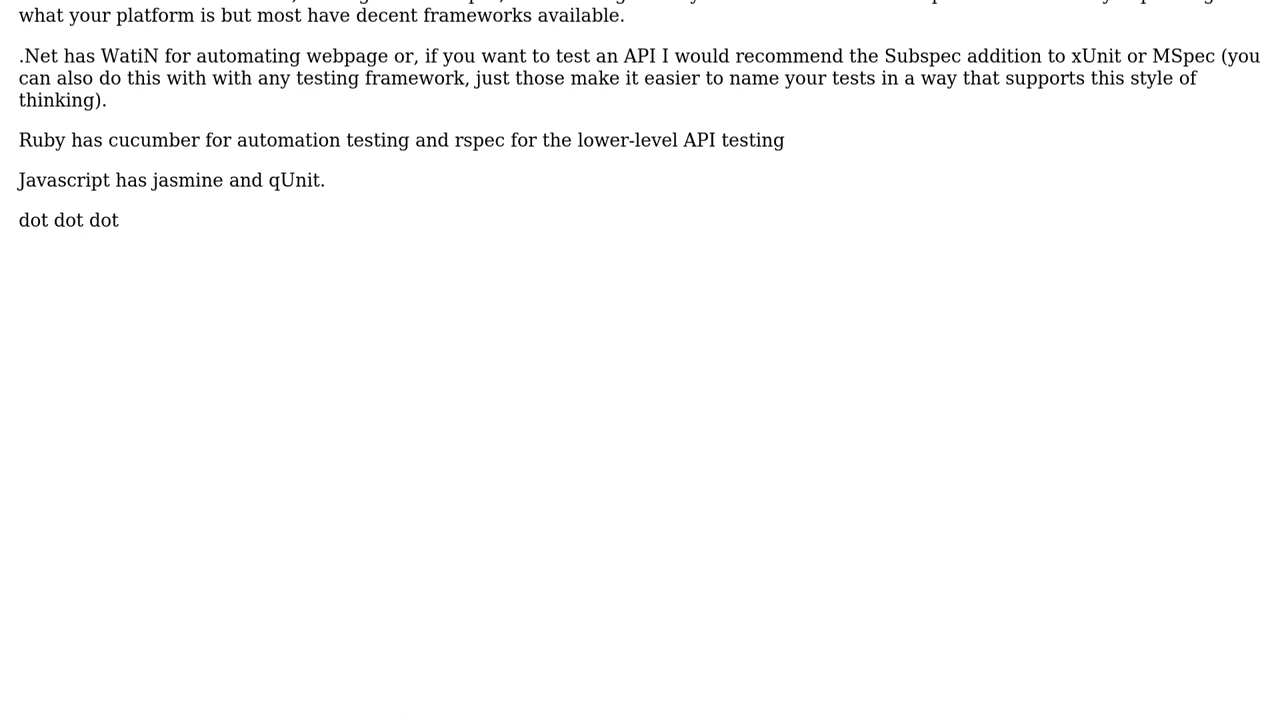 what your platform is but most have decent frameworks available.
.Net has WatiN for automating webpage or, if you want to test an API I would recommend the Subspec addition to xUnit or MSpec (you
can also do this with with any testing framework, just those make it easier to name your tests in a way that supports this style of
thinking).
Ruby has cucumber for automation testing and rspec for the lower-level API testing
Javascript has jasmine and qUnit.
dot dot dot